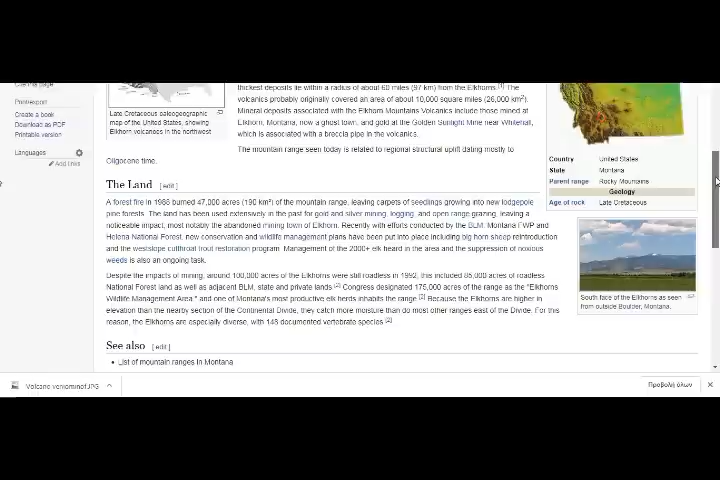 Cite this page
thickest deposits lie within a radius of about 60 miles (97 km) from the Elkhorns.[1] The
volcanics probably originally covered an area of about 10,000 square miles (26,000 km²).
Print/export
Mineral deposits associated with the Elkhorn Mountains Volcanics include those mined at
Create a book
Late Cretaceous paleogeographic
Elkhorn, Montana, now a ghost town, and gold at the Golden Sunlight Mine near Whitehall,
Download as PDF
map of the United States, showing
which is associated with a breccia pipe in the volcanics.
Printable version
Elkhorn volcanoes in the northwest
The mountain range seen today is related to regional structural uplift dating mostly to
Languages
Oligocene time.
Add links
Country United States
State Montana
Parent range Rocky Mountains
Geology
Age of rock Late Cretaceous
The Land [edit]
A forest fire in 1988 burned 47,000 acres (190 km²) of the mountain range, leaving carpets of seedlings growing into new lodgepole
pine forests. The land has been used extensively in the past for gold and silver mining, logging, and open range grazing, leaving a
noticeable impact, most notably the abandoned mining town of Elkhorn. Recently with efforts conducted by the BLM, Montana FWP and
Helena National Forest, new conservation and wildlife management plans have been put into place including big horn sheep reintroduction
and the westslope cutthroat trout restoration program. Management of the 2000+ elk heard in the area and the suppression of noxious
weeds is also an ongoing task.
Despite the impacts of mining, around 100,000 acres of the Elkhorns were still roadless in 1992, this included 85,000 acres of roadless
National Forest land as well as adjacent BLM, state and private lands.[2] Congress designated 175,000 acres of the range as the "Elkhorns
Wildlife Management Area " and one of Montana's most productive elk herds inhabits the range.[2] Because the Elkhorns are higher in
elevation than the nearby section of the Continental Divide, they catch more moisture than do most other ranges east of the Divide. For this
reason, the Elkhorns are especially diverse, with 148 documented vertebrate species.[2]
South face of the Elkhorns as seen
from outside Boulder, Montana.
See also [edit]
List of mountain ranges in Montana
Volcano veniominof.JPG
Προβολή όλων